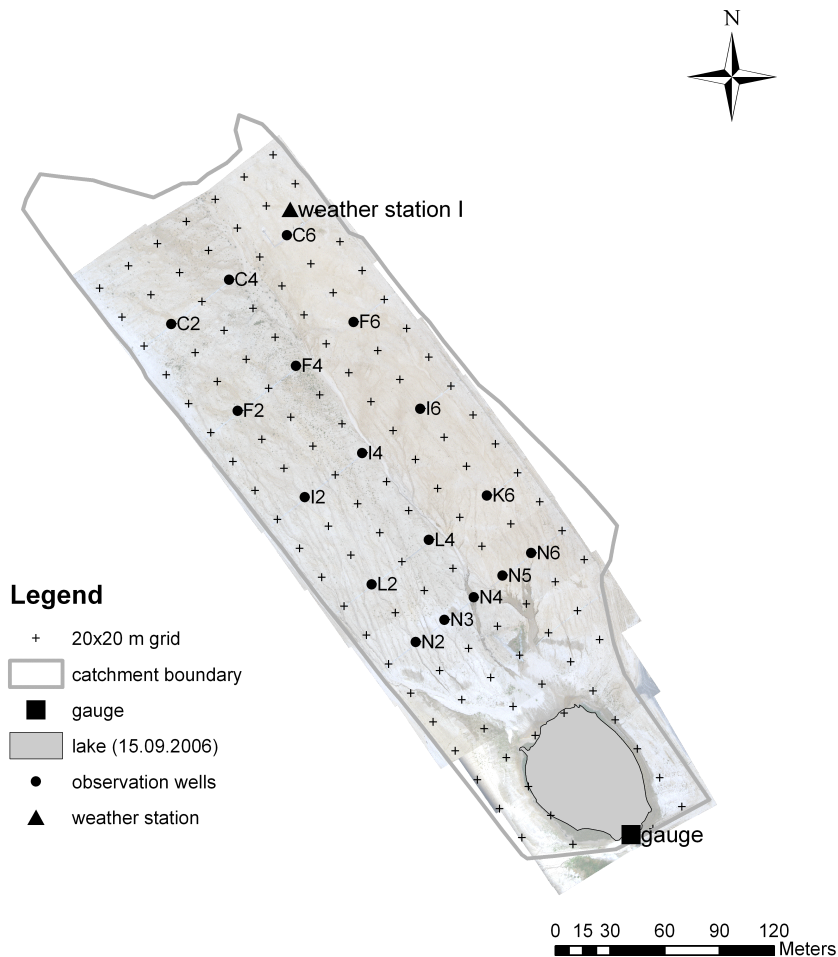 N
weather station I
C6
C4
C2
F6
F4
F2
I6
I4
I2
K6
L4
N6
N5
L2
N4
N3
N2
Legend
20x20 m grid
catchment boundary
gauge
lake (15.09.2006)
observation wells
weather station
gauge
0 15 30 60 90 120
Meters